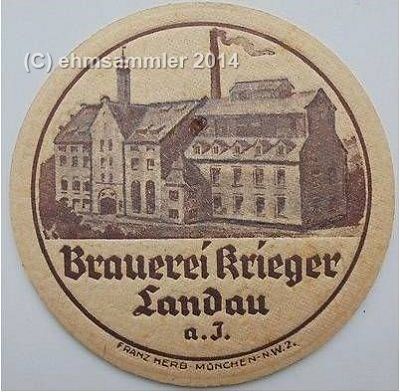 (C) ehmsammler 2014
Brauerei Krieger
Landau
a. J.
FRANZ HERB - MÜNCHEN - N.W. 2.